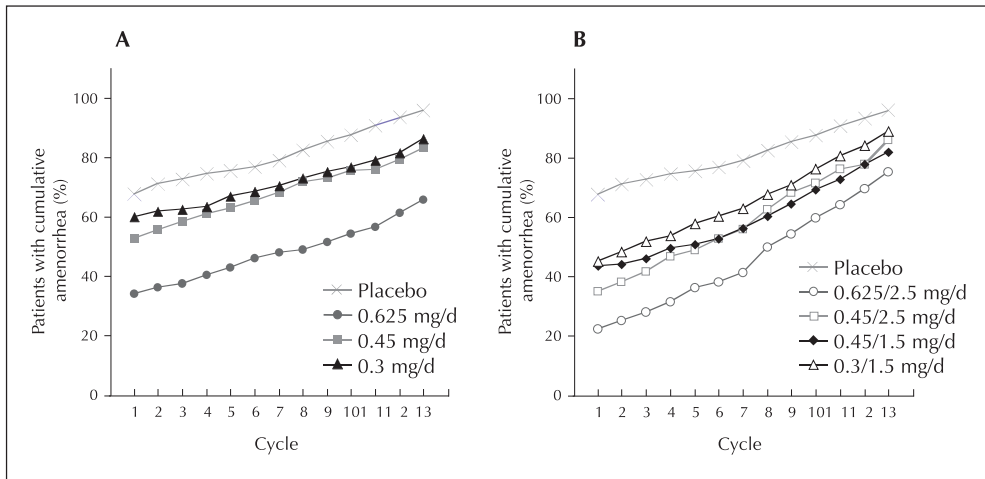 A
Patients with cumulative
amenorrhea (%)
100
80
60
40
20
0
Placebo
0.625 mg/d
0.45 mg/d
0.3 mg/d
1 2 3 4 5 6 7 8 9 101 11 2 13
Cycle
B
Patients with cumulative
amenorrhea (%)
100
80
60
40
20
0
Placebo
0.625/2.5 mg/d
0.45/2.5 mg/d
0.45/1.5 mg/d
0.3/1.5 mg/d
1 2 3 4 5 6 7 8 9 101 11 2 13
Cycle